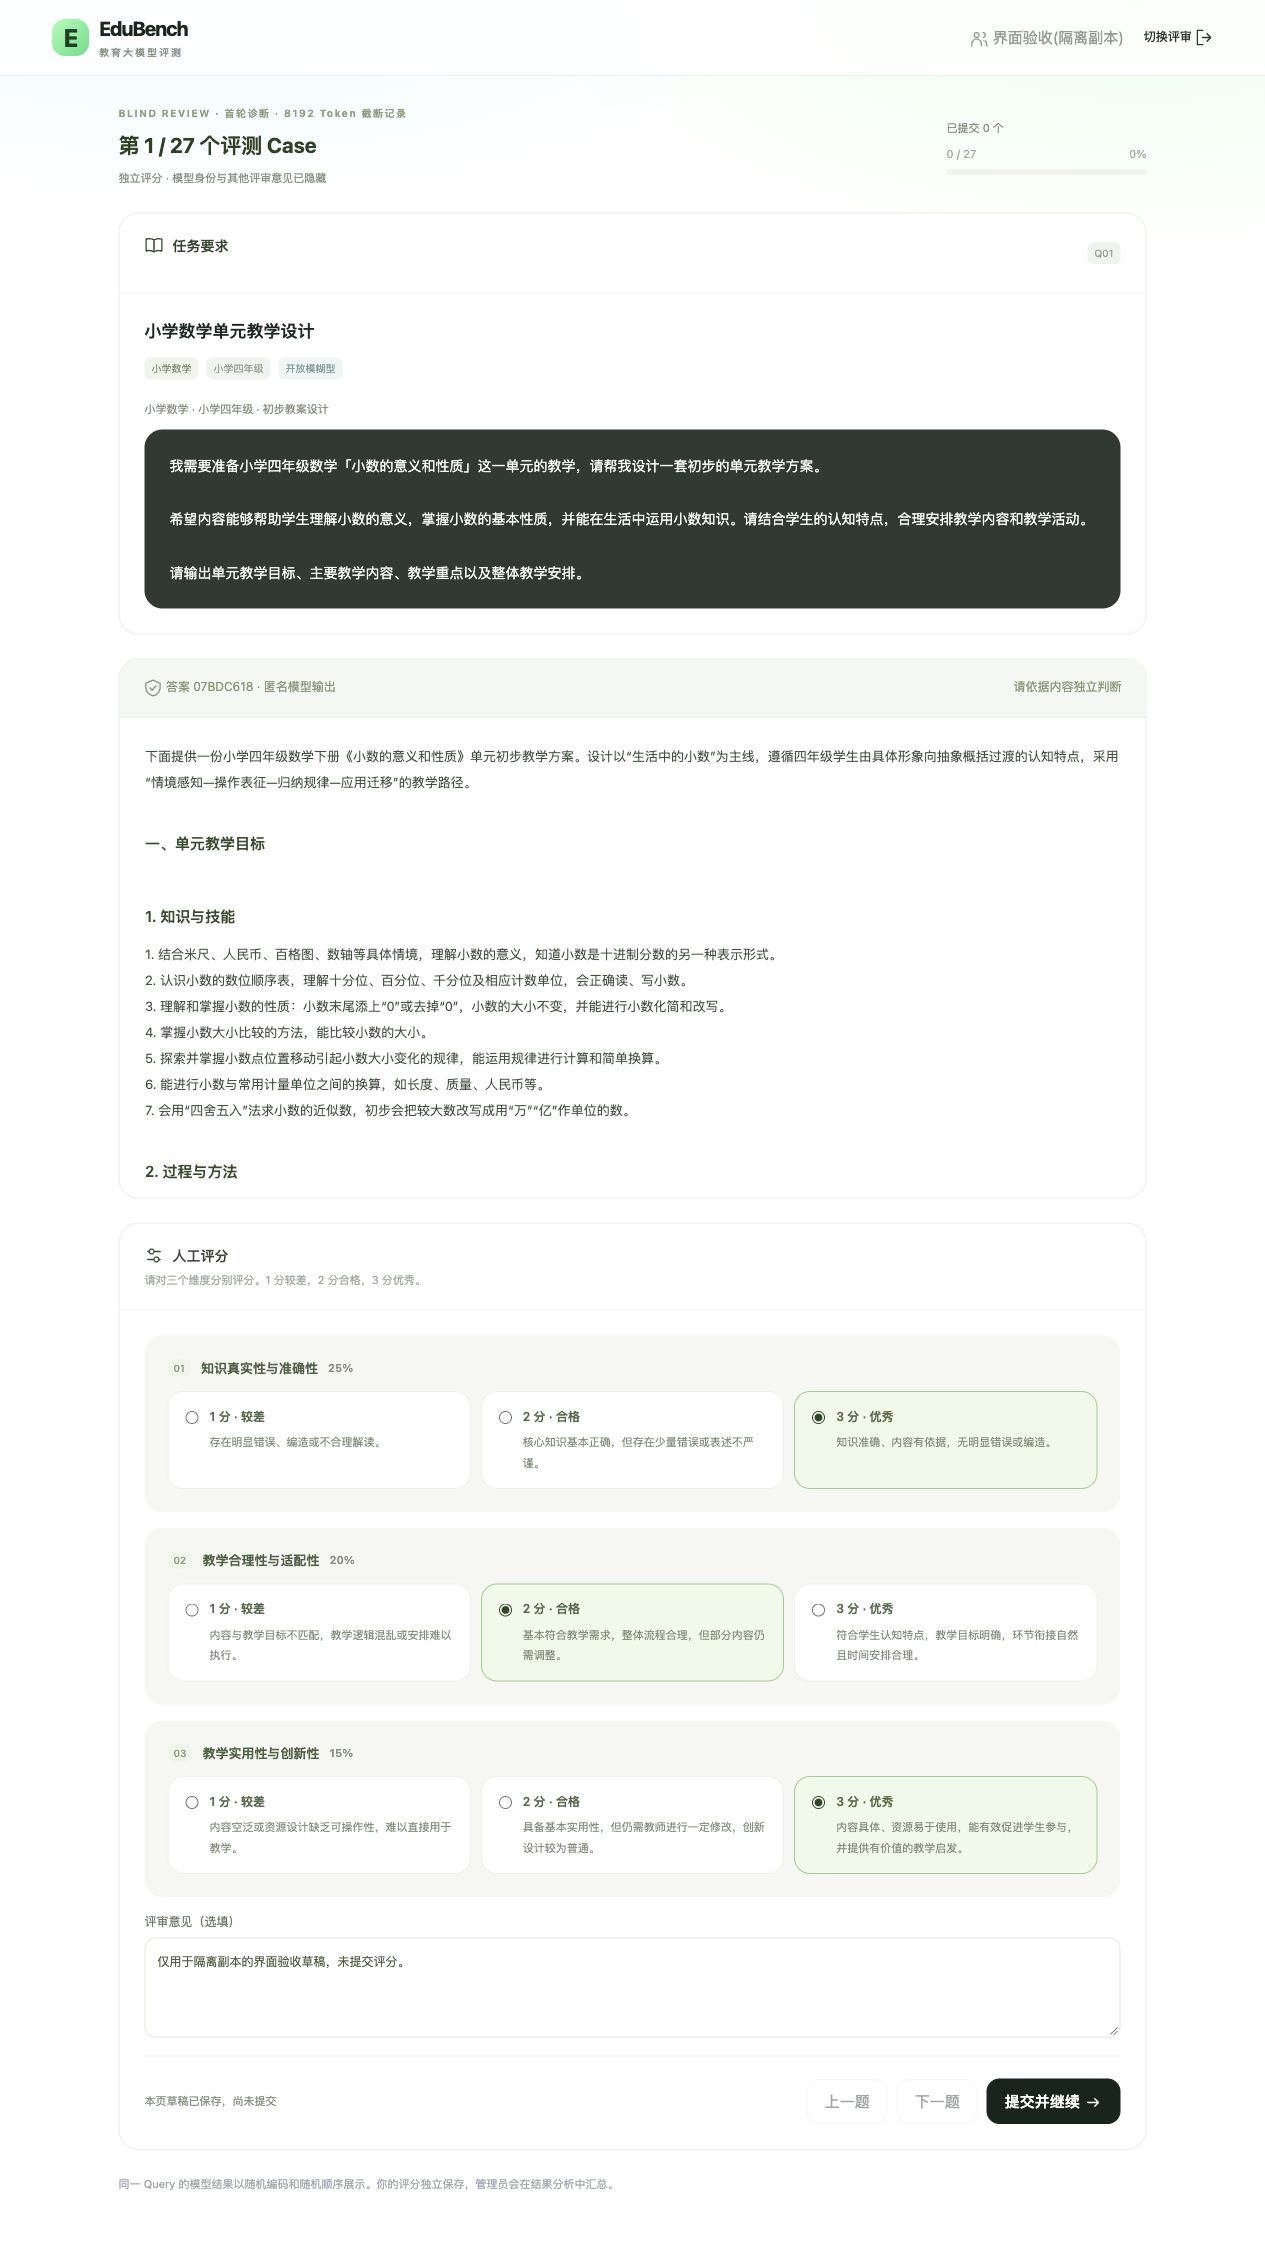 E
EduBench
教育大模型评测
界面验收(隔离副本)
切换评审
BLIND REVIEW · 首轮诊断 · 8192 Token 截断记录
第 1 / 27 个评测 Case
独立评分 · 模型身份与其他评审意见已隐藏
已提交 0 个
0 / 27 0%
任务要求
Q01
小学数学单元教学设计
小学数学 小学四年级 开放模糊型
小学数学 · 小学四年级 · 初步教案设计
我需要准备小学四年级数学「小数的意义和性质」这一单元的教学，请帮我设计一套初步的单元教学方案。
希望内容能够帮助学生理解小数的意义，掌握小数的基本性质，并能在生活中运用小数知识。请结合学生的认知特点，合理安排教学内容和教学活动。
请输出单元教学目标、主要教学内容、教学重点以及整体教学安排。
答案 07BDC618 · 匿名模型输出
请依据内容独立判断
下面提供一份小学四年级数学下册《小数的意义和性质》单元初步教学方案。设计以“生活中的小数”为主线，遵循四年级学生由具体形象向抽象概括过渡的认知特点，采用
“情境感知—操作表征—归纳规律—应用迁移”的教学路径。
一、单元教学目标
1. 知识与技能
1. 结合米尺、人民币、百格图、数轴等具体情境，理解小数的意义，知道小数是十进制分数的另一种表示形式。
2. 认识小数的数位顺序表，理解十分位、百分位、千分位及相应计数单位，会正确读、写小数。
3. 理解和掌握小数的性质：小数末尾添上“0”或去掉“0”，小数的大小不变，并能进行小数化简和改写。
4. 掌握小数大小比较的方法，能比较小数的大小。
5. 探索并掌握小数点位置移动引起小数大小变化的规律，能运用规律进行计算和简单换算。
6. 能进行小数与常用计量单位之间的换算，如长度、质量、人民币等。
7. 会用“四舍五入”法求小数的近似数，初步会把较大数改写成用“万”“亿”作单位的数。
2. 过程与方法
人工评分
请对三个维度分别评分。1 分较差，2 分合格，3 分优秀。
01 知识真实性与准确性 25%
1 分 · 较差
存在明显错误、编造或不合理解读。
2 分 · 合格
核心知识基本正确，但存在少量错误或表述不严
谨。
3 分 · 优秀
知识准确、内容有依据，无明显错误或编造。
02 教学合理性与适配性 20%
1 分 · 较差
内容与教学目标不匹配，教学逻辑混乱或安排难以
执行。
2 分 · 合格
基本符合教学需求，整体流程合理，但部分内容仍
需调整。
3 分 · 优秀
符合学生认知特点，教学目标明确，环节衔接自然
且时间安排合理。
03 教学实用性与创新性 15%
1 分 · 较差
内容空泛或资源设计缺乏可操作性，难以直接用于
教学。
2 分 · 合格
具备基本实用性，但仍需教师进行一定修改，创新
设计较为普通。
3 分 · 优秀
内容具体、资源易于使用，能有效促进学生参与，
并提供有价值的教学启发。
评审意见（选填）
仅用于隔离副本的界面验收草稿，未提交评分。
本页草稿已保存，尚未提交
上一题 下一题 提交并继续 →
同一 Query 的模型结果以随机编码和随机顺序展示。你的评分独立保存，管理员会在结果分析中汇总。